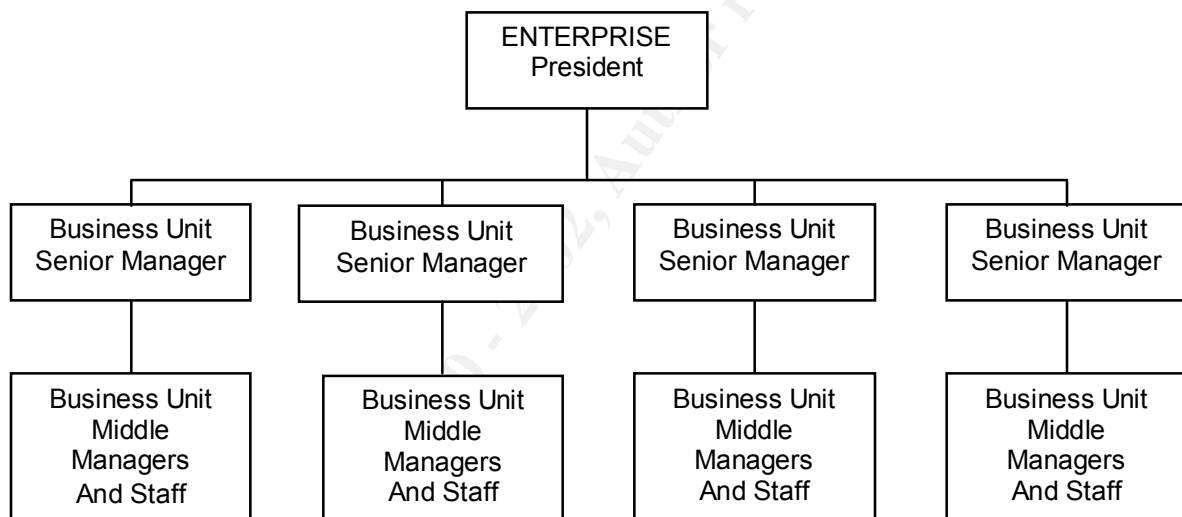 ENTERPRISE
President
Business Unit
Senior Manager
Business Unit
Senior Manager
Business Unit
Senior Manager
Business Unit
Senior Manager
Business Unit
Middle
Managers
And Staff
Business Unit
Middle
Managers
And Staff
Business Unit
Middle
Managers
And Staff
Business Unit
Middle
Managers
And Staff